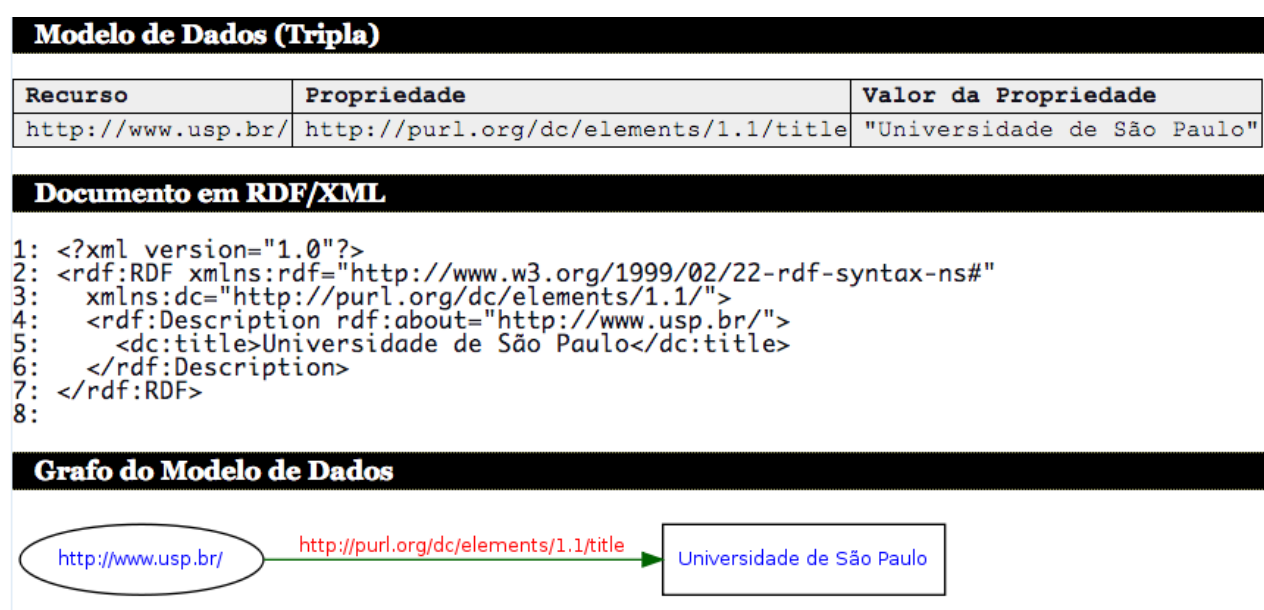 Modelo de Dados (Tripla)
Recurso Propriedade Valor da Propriedade
http://www.usp.br/ http://purl.org/dc/elements/1.1/title "Universidade de São Paulo"
Documento em RDF/XML
1: <?xml version="1.0"?>
2: <rdf:RDF xmlns:rdf="http://www.w3.org/1999/02/22-rdf-syntax-ns#"
3:   xmlns:dc="http://purl.org/dc/elements/1.1/">
4:   <rdf:Description rdf:about="http://www.usp.br/">
5:     <dc:title>Universidade de São Paulo</dc:title>
6:   </rdf:Description>
7: </rdf:RDF>
8:
Grafo do Modelo de Dados
http://www.usp.br/ http://purl.org/dc/elements/1.1/title Universidade de São Paulo